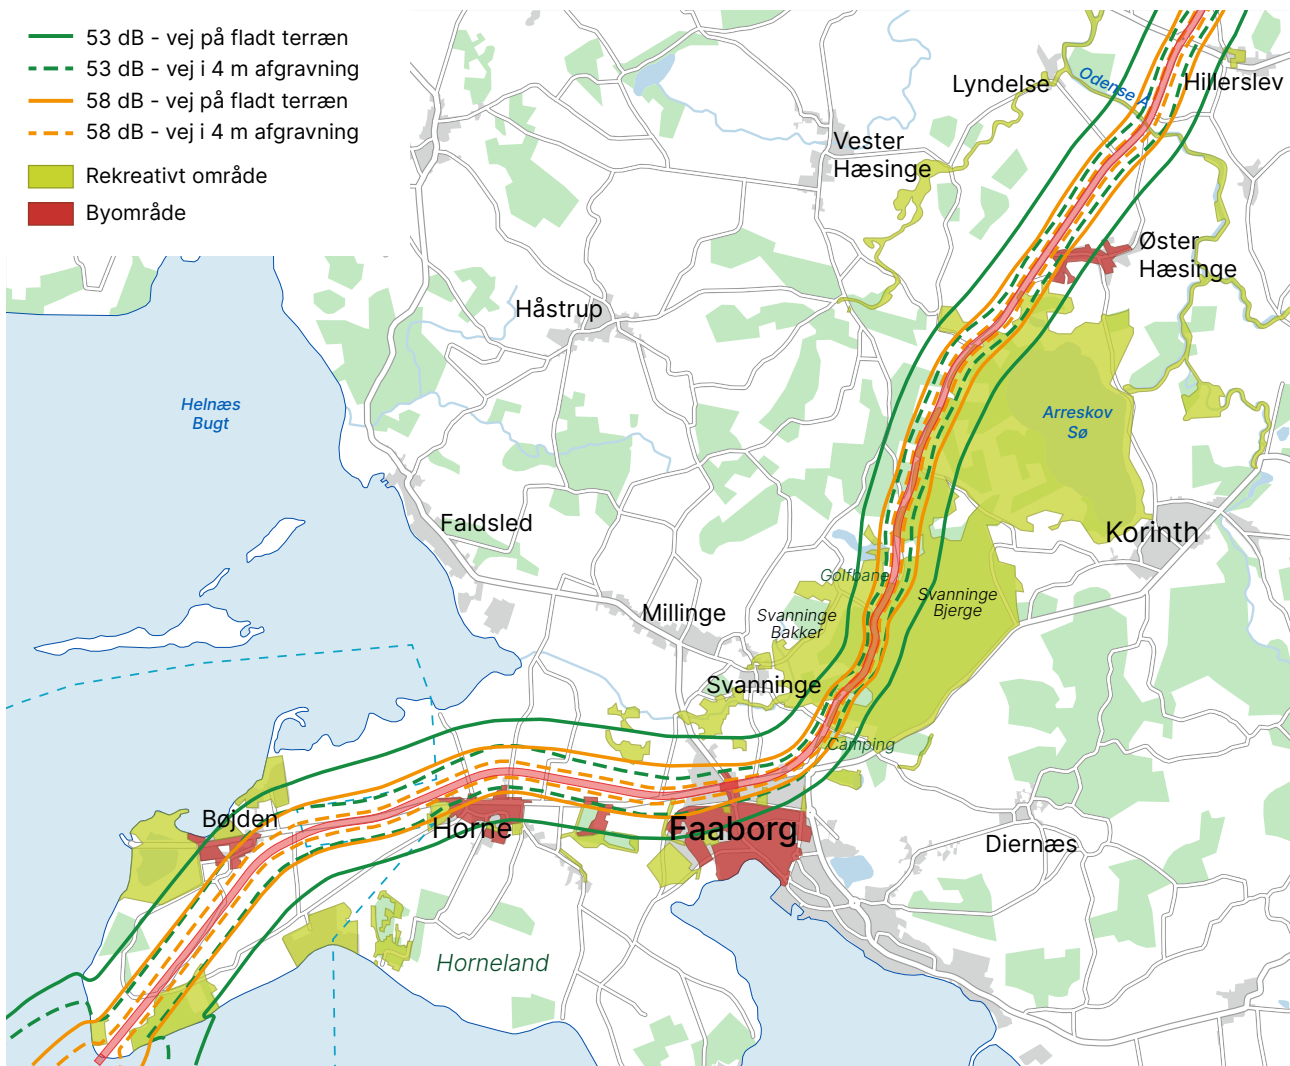 53 dB - vej på fladt terræn
53 dB - vej i 4 m afgravning
58 dB - vej på fladt terræn
58 dB - vej i 4 m afgravning
Rekreativt område
Byområde
Lyndelse
Odense Å
Hillerslev
Vester
Hæsinge
Øster
Hæsinge
Håstrup
Helnæs
Bugt
Arreskov
Sø
Faldsled
Korinth
Golfbane
Svanninge
Bjerge
Millinge
Svanninge
Bakker
Svanninge
Camping
Bøjden
Horne
Faaborg
Diernæs
Horneland